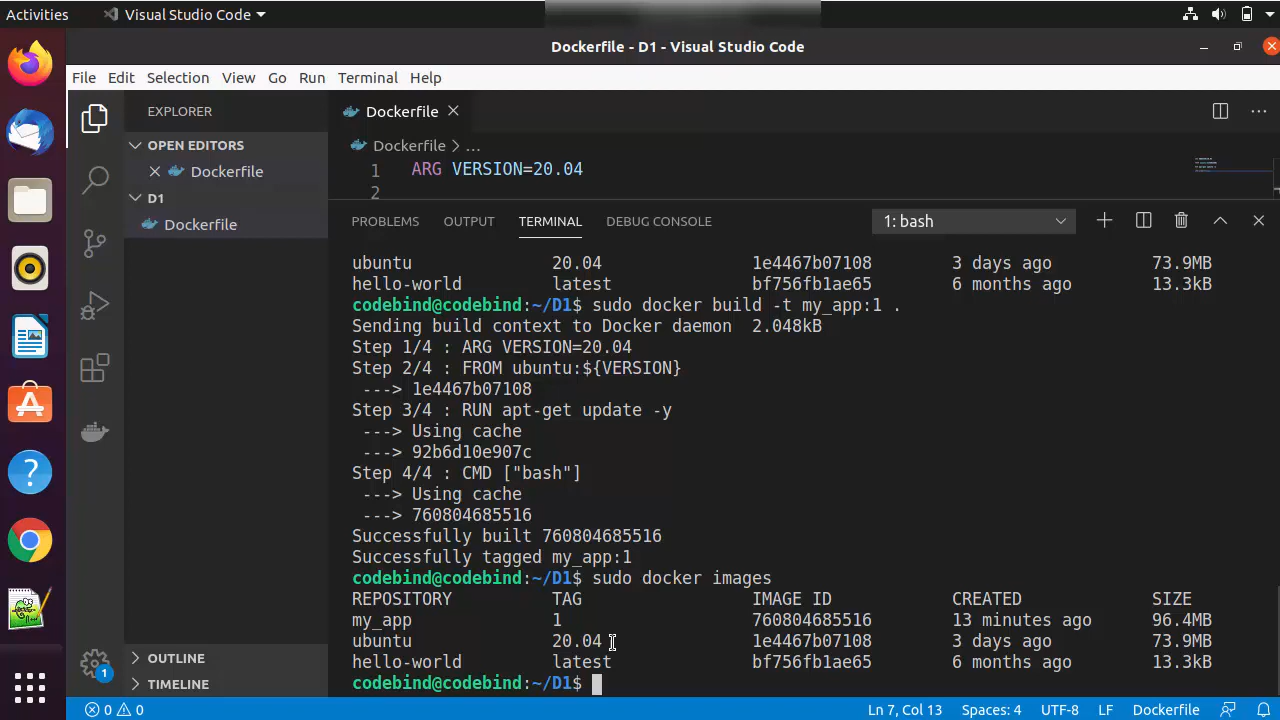 Activities Visual Studio Code
Dockerfile - D1 - Visual Studio Code
File Edit Selection View Go Run Terminal Help
EXPLORER
OPEN EDITORS
Dockerfile
D1
Dockerfile
OUTLINE
TIMELINE
1
Dockerfile
Dockerfile > ...
1 ARG VERSION=20.04
2
PROBLEMS OUTPUT TERMINAL DEBUG CONSOLE 1: bash
ubuntu 20.04 1e4467b07108 3 days ago 73.9MB
hello-world latest bf756fb1ae65 6 months ago 13.3kB
codebind@codebind:~/D1$ sudo docker build -t my_app:1 .
Sending build context to Docker daemon 2.048kB
Step 1/4 : ARG VERSION=20.04
Step 2/4 : FROM ubuntu:${VERSION}
---> 1e4467b07108
Step 3/4 : RUN apt-get update -y
---> Using cache
---> 92b6d10e907c
Step 4/4 : CMD ["bash"]
---> Using cache
---> 760804685516
Successfully built 760804685516
Successfully tagged my_app:1
codebind@codebind:~/D1$ sudo docker images
REPOSITORY TAG IMAGE ID CREATED SIZE
my_app 1 760804685516 13 minutes ago 96.4MB
ubuntu 20.04 1e4467b07108 3 days ago 73.9MB
hello-world latest bf756fb1ae65 6 months ago 13.3kB
codebind@codebind:~/D1$
0 0 Ln 7, Col 13 Spaces: 4 UTF-8 LF Dockerfile